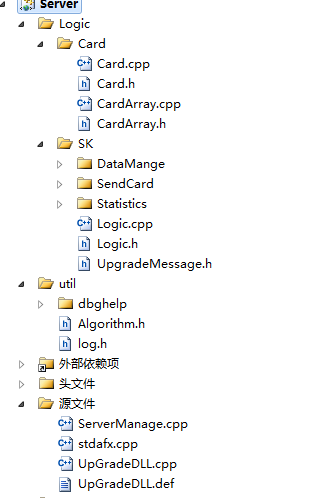 Server
Logic
Card
Card.cpp
Card.h
CardArray.cpp
CardArray.h
SK
DataMange
SendCard
Statistics
Logic.cpp
Logic.h
UpgradeMessage.h
util
dbghelp
Algorithm.h
log.h
外部依赖项
头文件
源文件
ServerManage.cpp
stdafx.cpp
UpGradeDLL.cpp
UpGradeDLL.def